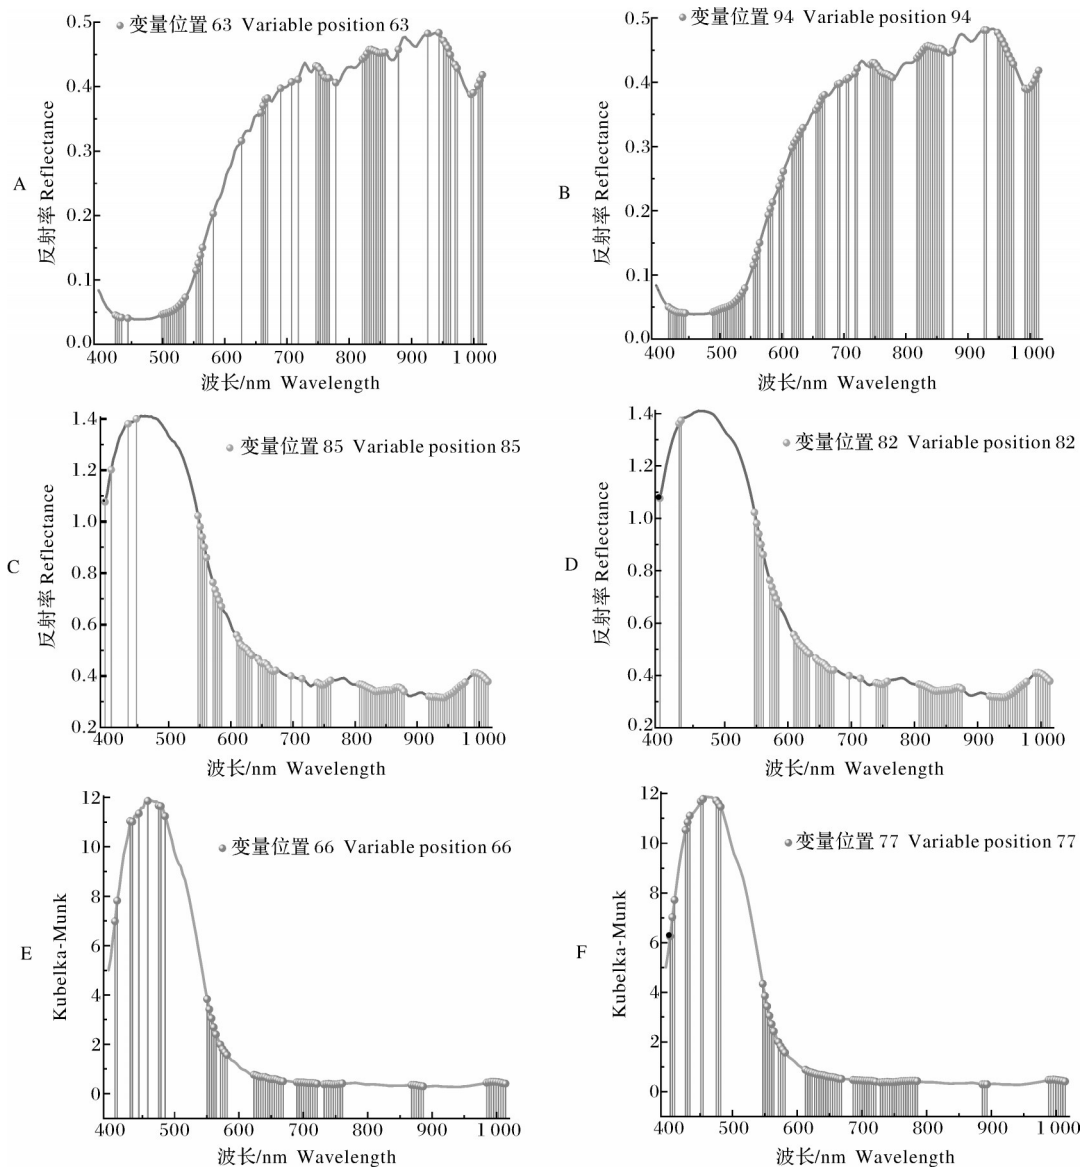 变量位置 63 Variable position 63
0.5
0.4
0.3
0.2
0.1
0.0
反射率 Reflectance
A
400 500 600 700 800 900 1 000
波长/nm Wavelength
变量位置 94 Variable position 94
0.5
0.4
0.3
0.2
0.1
0.0
反射率 Reflectance
B
400 500 600 700 800 900 1 000
波长/nm Wavelength
变量位置 85 Variable position 85
1.4
1.2
1.0
0.8
0.6
0.4
0.2
反射率 Reflectance
C
400 500 600 700 800 900 1 000
波长/nm Wavelength
变量位置 82 Variable position 82
1.4
1.2
1.0
0.8
0.6
0.4
0.2
反射率 Reflectance
D
400 500 600 700 800 900 1 000
波长/nm Wavelength
变量位置 66 Variable position 66
12
10
8
6
4
2
0
Kubelka-Munk
E
400 500 600 700 800 900 1 000
波长/nm Wavelength
变量位置 77 Variable position 77
12
10
8
6
4
2
0
Kubelka-Munk
F
400 500 600 700 800 900 1 000
波长/nm Wavelength